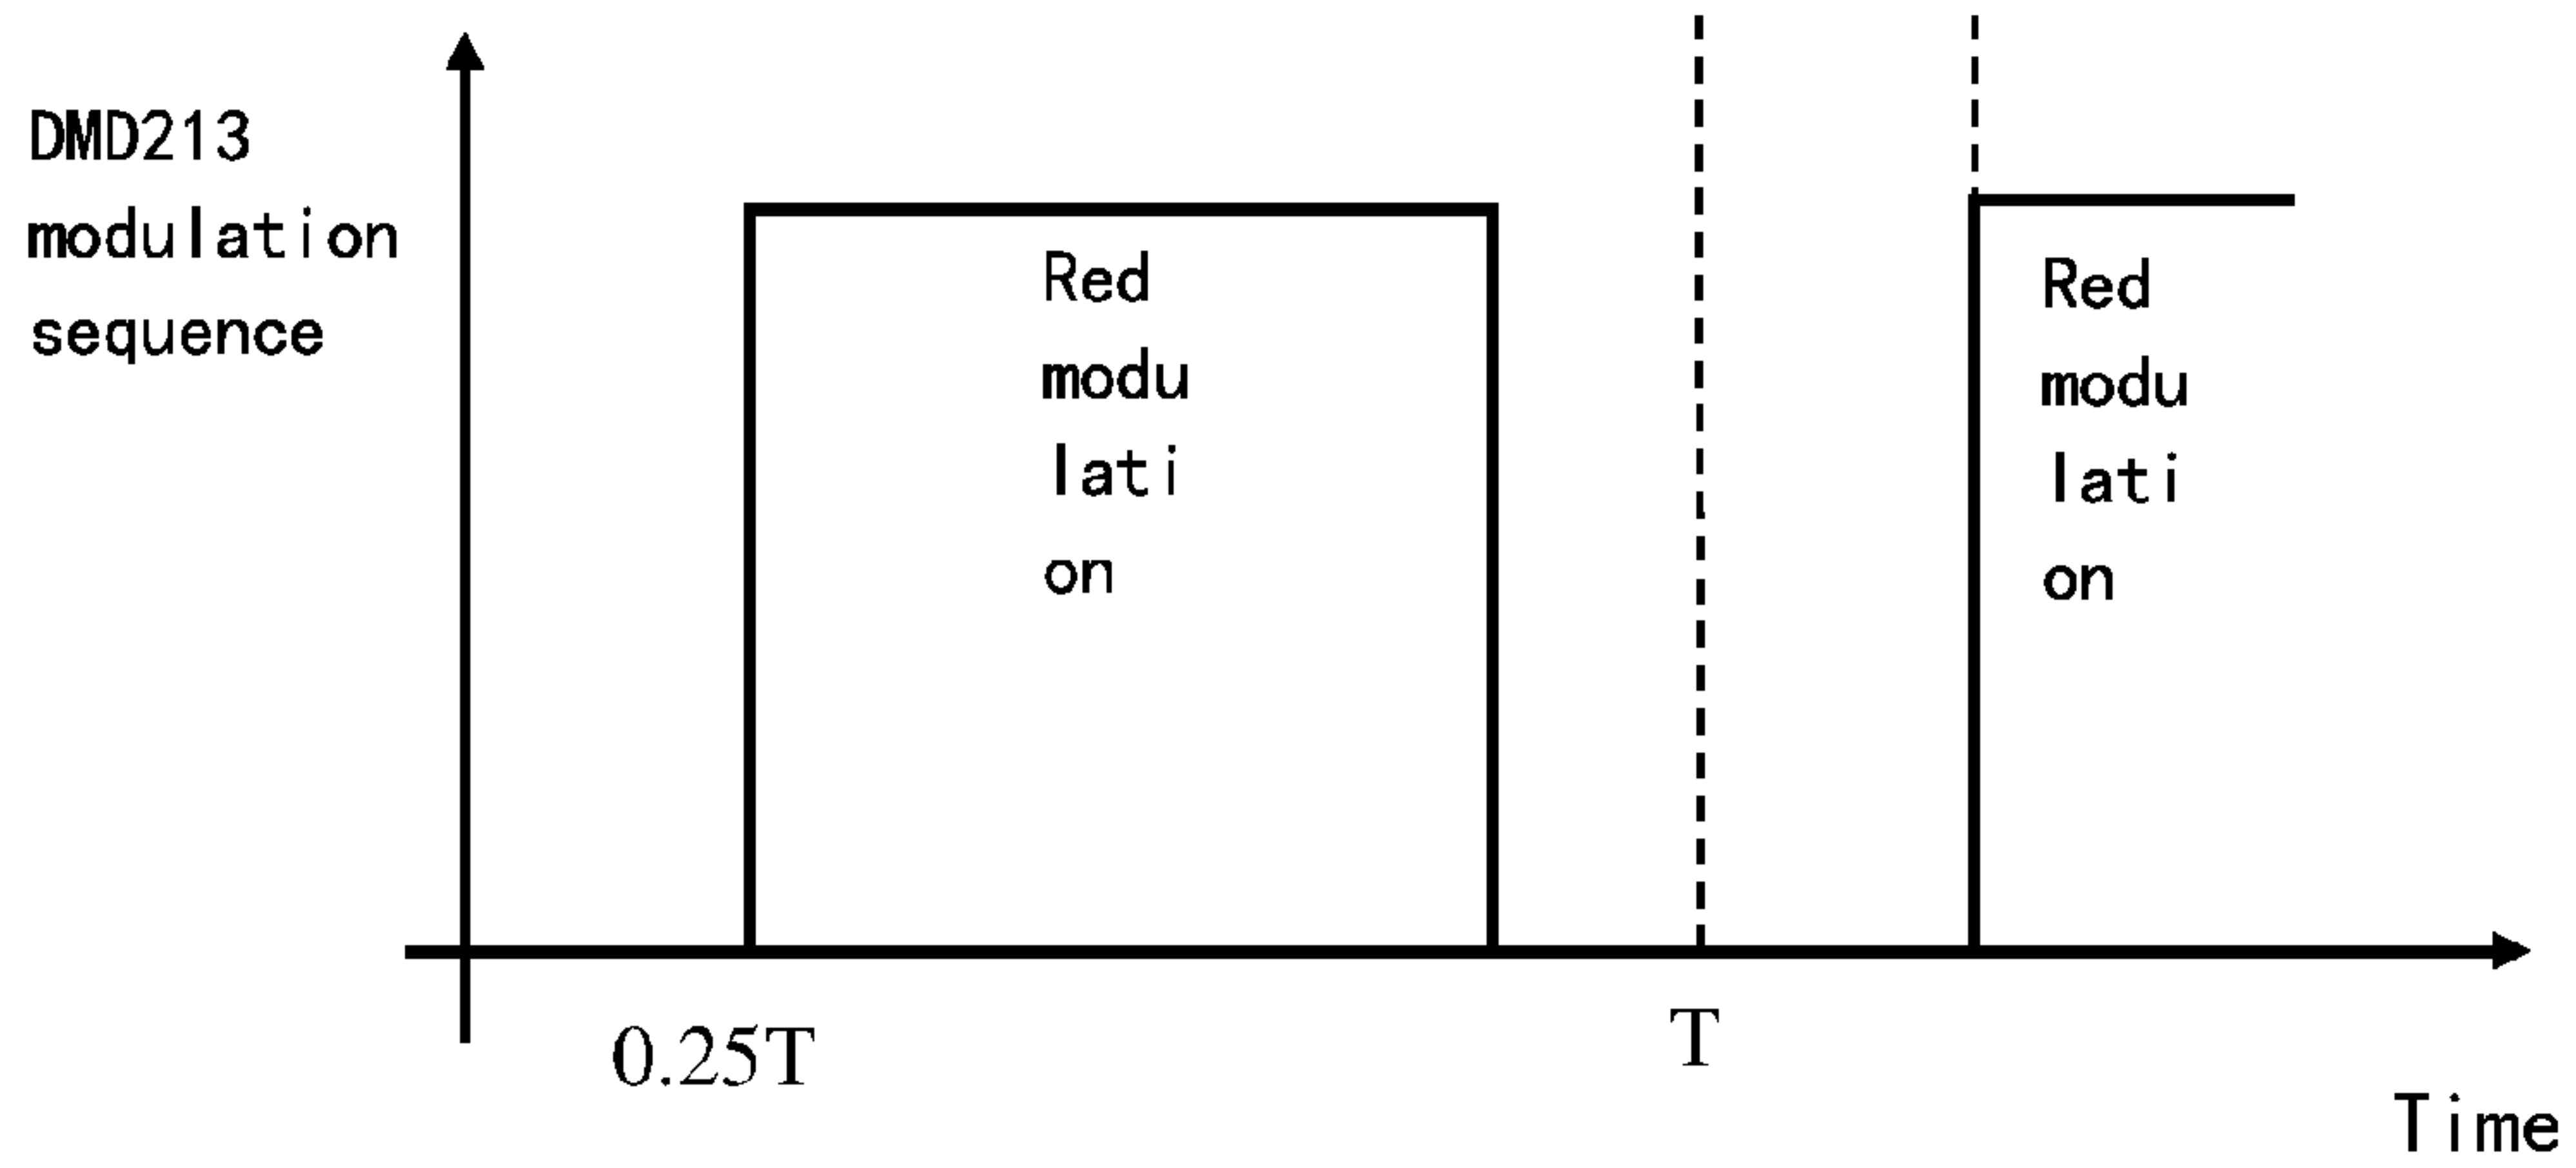 DMD213
modulation
sequence
Red
modu
lati
on
Red
modu
lati
on
0.25T
T
Time